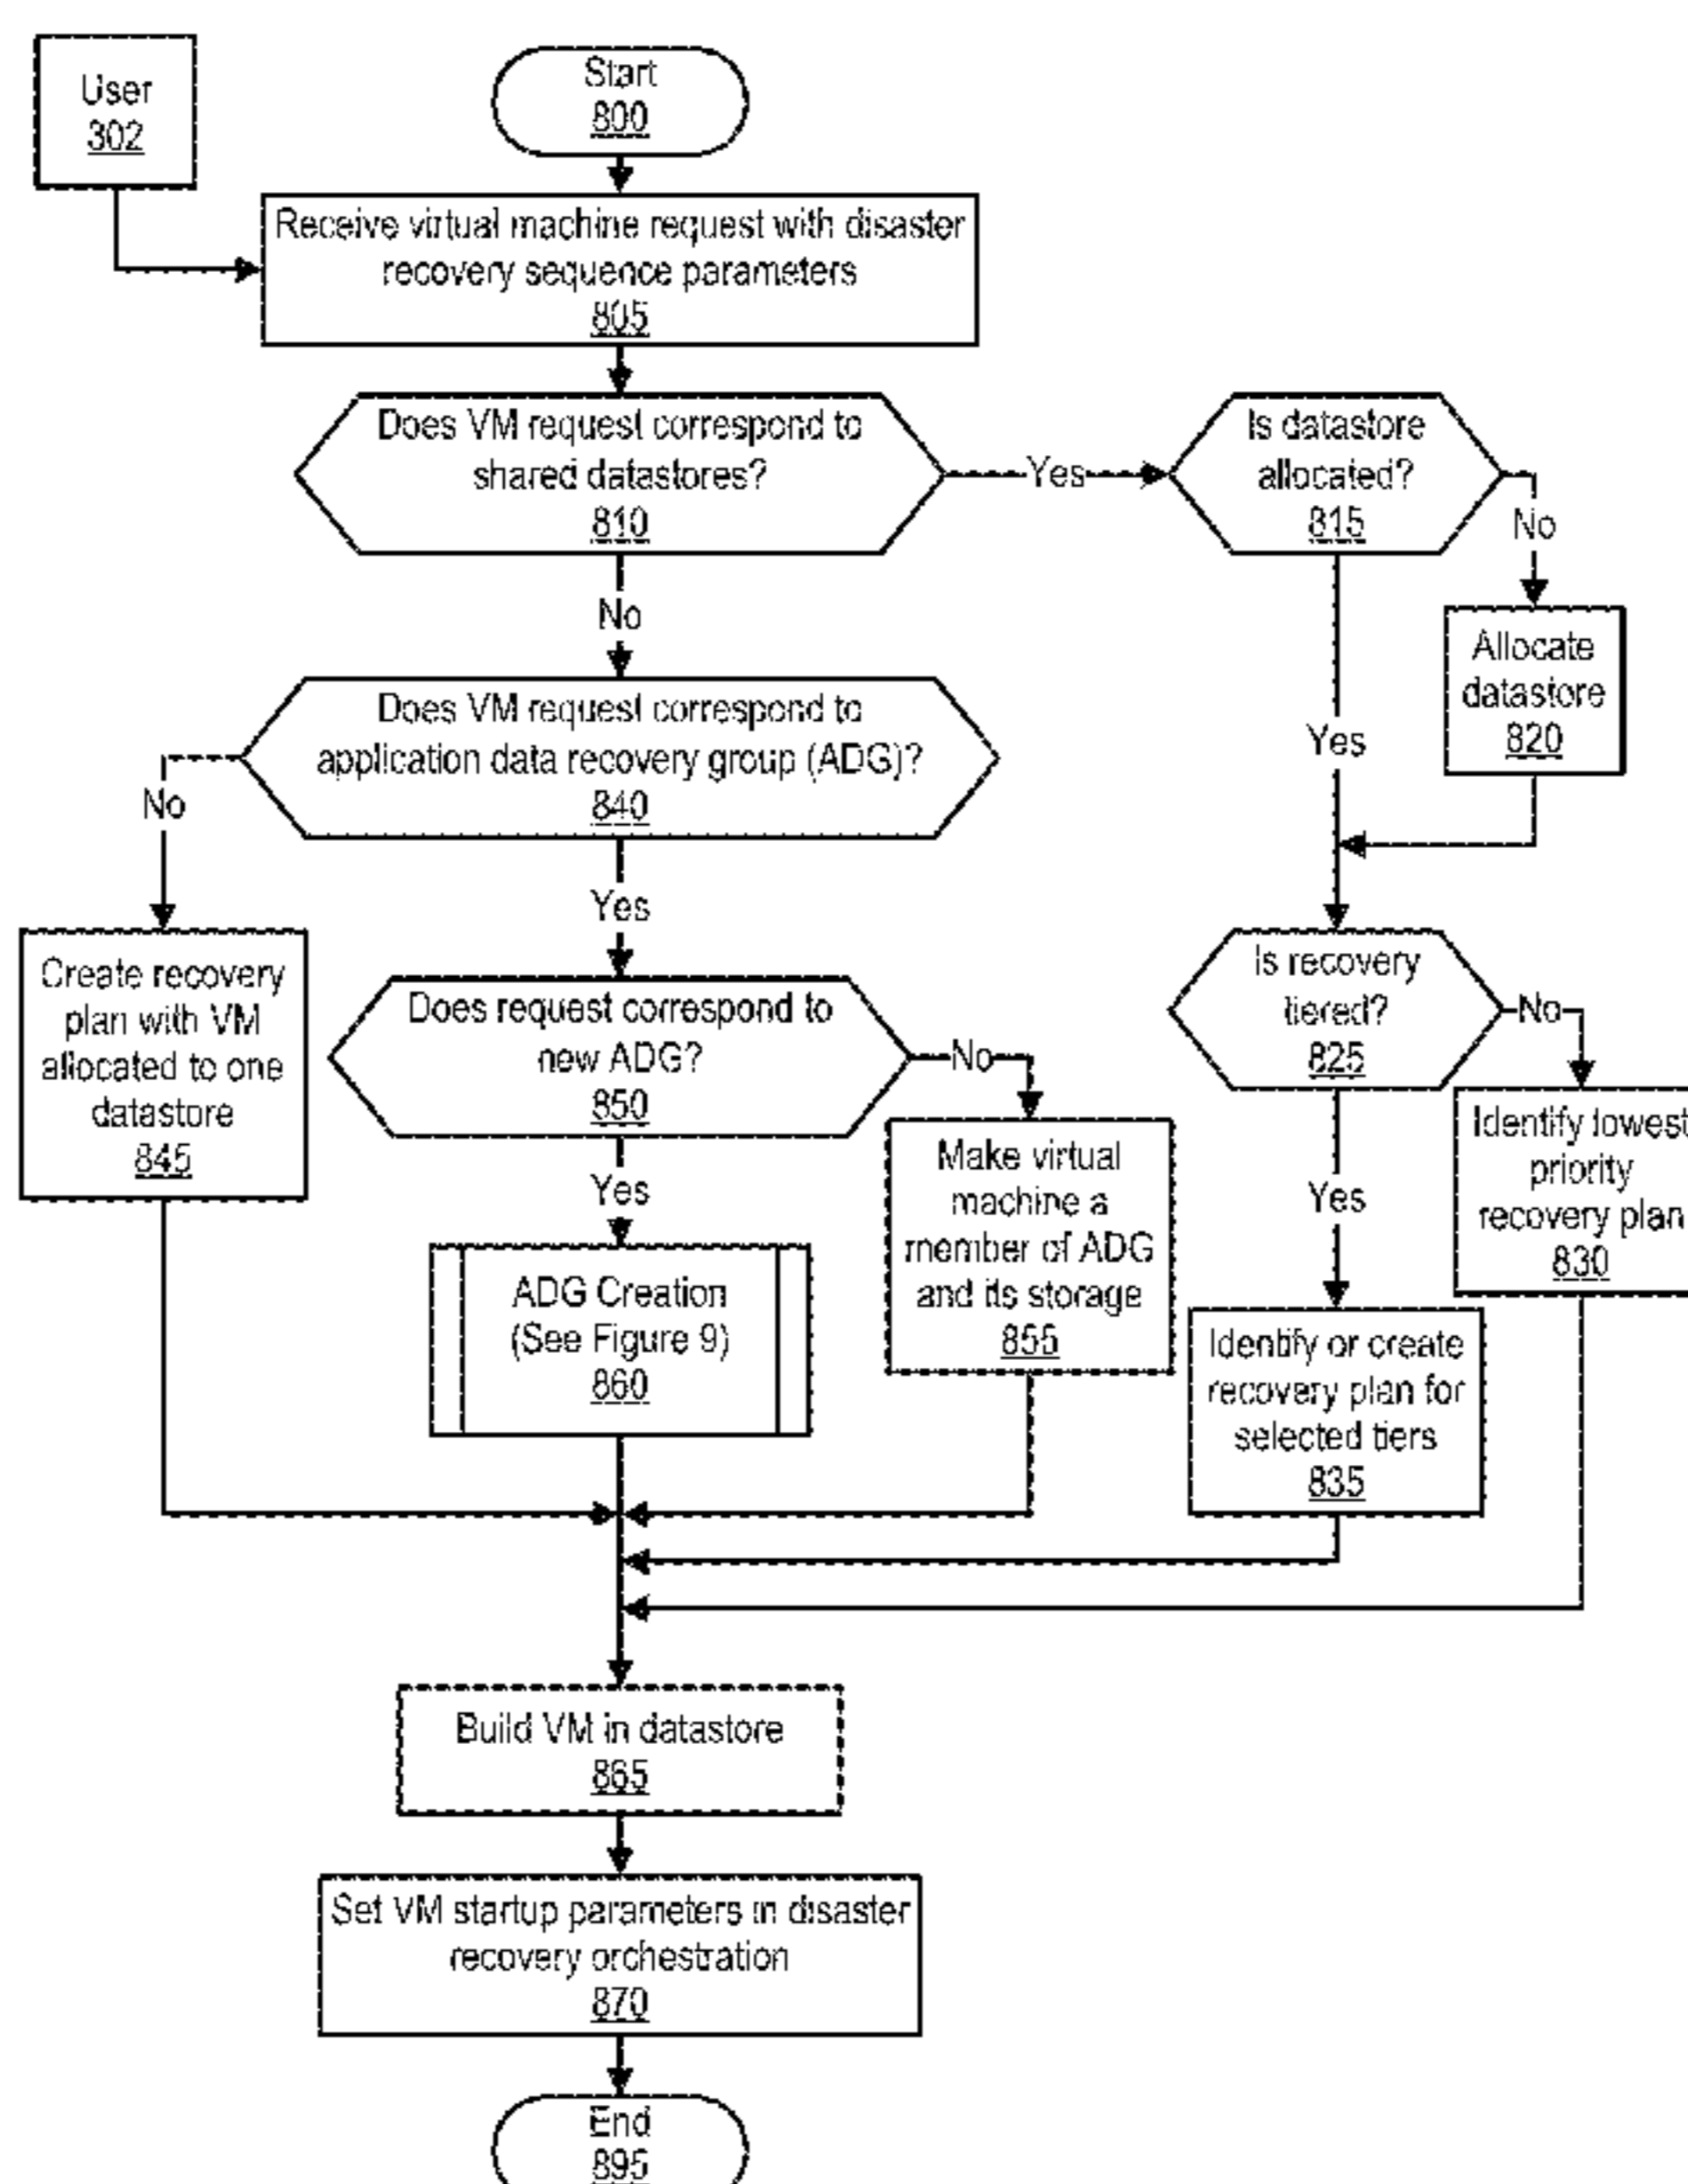 User
302
Start
800
Receive virtual machine request with disaster
recovery sequence parameters
805
Does VM request correspond to
shared datastores?
810
Yes
Is datastore
allocated?
815
No
Allocate
datastore
820
Yes
No
Does VM request correspond to
application data recovery group (ADG)?
840
No
Create recovery
plan with VM
allocated to one
datastore
845
Yes
Does request correspond to
new ADG?
850
No
Make virtual
machine a
member of ADG
and its storage
855
Yes
ADG Creation
(See Figure 9)
860
Is recovery
tiered?
825
No
Identify lowest
priority
recovery plan
830
Yes
Identify or create
recovery plan for
selected tiers
835
Build VM in datastore
865
Set VM startup parameters in disaster
recovery orchestration
870
End
895